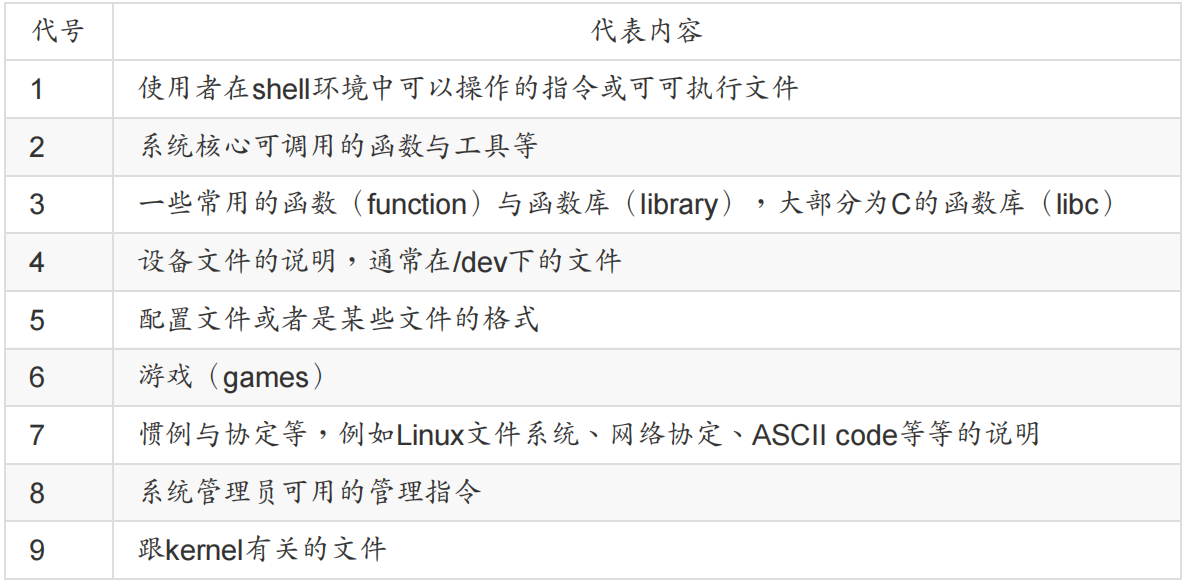 代号 代表内容
1 使用者在shell环境中可以操作的指令或可可执行文件
2 系统核心可调用的函数与工具等
3 一些常用的函数（function）与函数库（library），大部分为C的函数库（libc）
4 设备文件的说明，通常在/dev下的文件
5 配置文件或者是某些文件的格式
6 游戏（games）
7 惯例与协定等，例如Linux文件系统、网络协定、ASCII code等等的说明
8 系统管理员可用的管理指令
9 跟kernel有关的文件